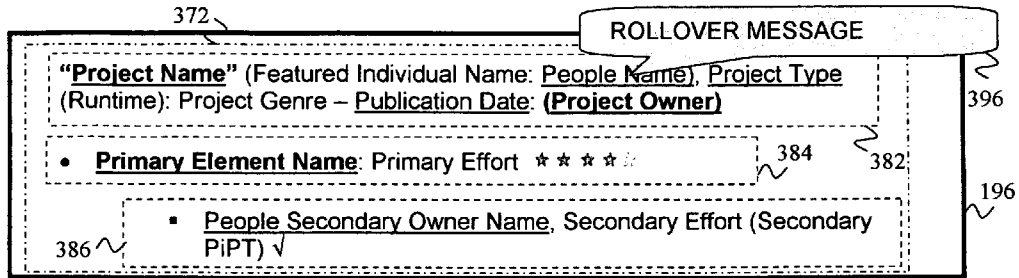 372
ROLLOVER MESSAGE
“Project Name” (Featured Individual Name: People Name), Project Type
(Runtime): Project Genre – Publication Date: (Project Owner)
396
• Primary Element Name: Primary Effort ☆☆☆☆☆
384
382
196
▪ People Secondary Owner Name, Secondary Effort (Secondary
PiPT) √
386